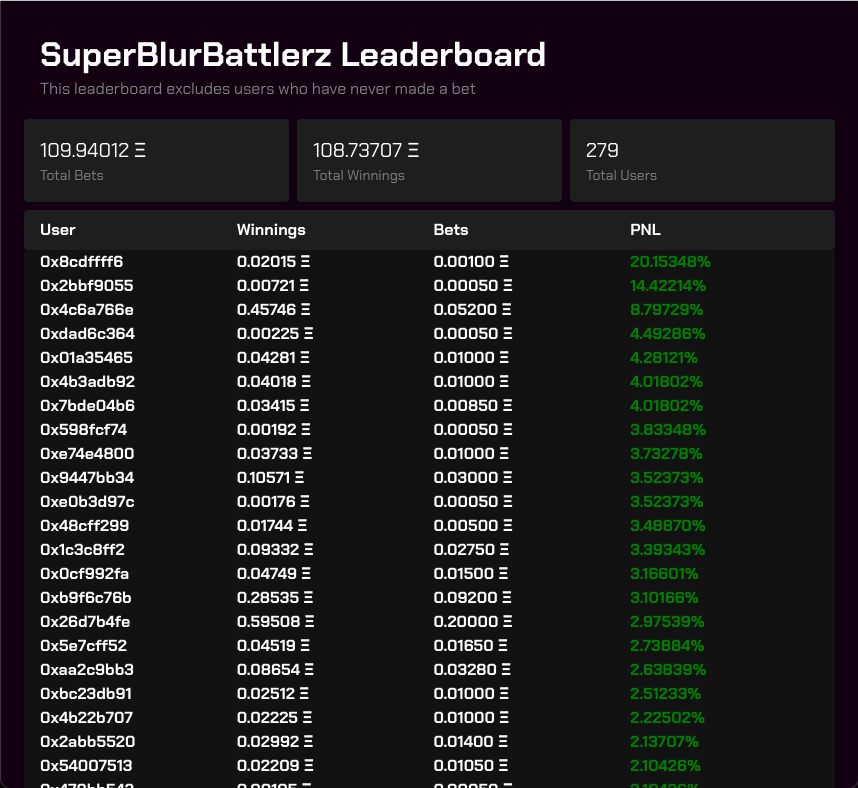 SuperBlurBattlerz Leaderboard
This leaderboard excludes users who have never made a bet
109.94012 Ξ 108.73707 Ξ 279
Total Bets Total Winnings Total Users
User Winnings Bets PNL
0x8cdffff6 0.02015 Ξ 0.00100 Ξ 20.15348%
0x2bbf9055 0.00721 Ξ 0.00050 Ξ 14.42214%
0x4c6a766e 0.45746 Ξ 0.05200 Ξ 8.79729%
0xdad6c364 0.00225 Ξ 0.00050 Ξ 4.49286%
0x01a35465 0.04281 Ξ 0.01000 Ξ 4.28121%
0x4b3adb92 0.04018 Ξ 0.01000 Ξ 4.01802%
0x7bde04b6 0.03415 Ξ 0.00850 Ξ 4.01802%
0x598fcf74 0.00192 Ξ 0.00050 Ξ 3.83348%
0xe74e4800 0.03733 Ξ 0.01000 Ξ 3.73278%
0x9447bb34 0.10571 Ξ 0.03000 Ξ 3.52373%
0xe0b3d97c 0.00176 Ξ 0.00050 Ξ 3.52373%
0x48cff299 0.01744 Ξ 0.00500 Ξ 3.48870%
0x1c3c8ff2 0.09332 Ξ 0.02750 Ξ 3.39343%
0x0cf992fa 0.04749 Ξ 0.01500 Ξ 3.16601%
0xb9f6c76b 0.28535 Ξ 0.09200 Ξ 3.10166%
0x26d7b4fe 0.59508 Ξ 0.20000 Ξ 2.97539%
0x5e7cff52 0.04519 Ξ 0.01650 Ξ 2.73884%
0xaa2c9bb3 0.08654 Ξ 0.03280 Ξ 2.63839%
0xbc23db91 0.02512 Ξ 0.01000 Ξ 2.51233%
0x4b22b707 0.02225 Ξ 0.01000 Ξ 2.22502%
0x2abb5520 0.02992 Ξ 0.01400 Ξ 2.13707%
0x54007513 0.02209 Ξ 0.01050 Ξ 2.10426%